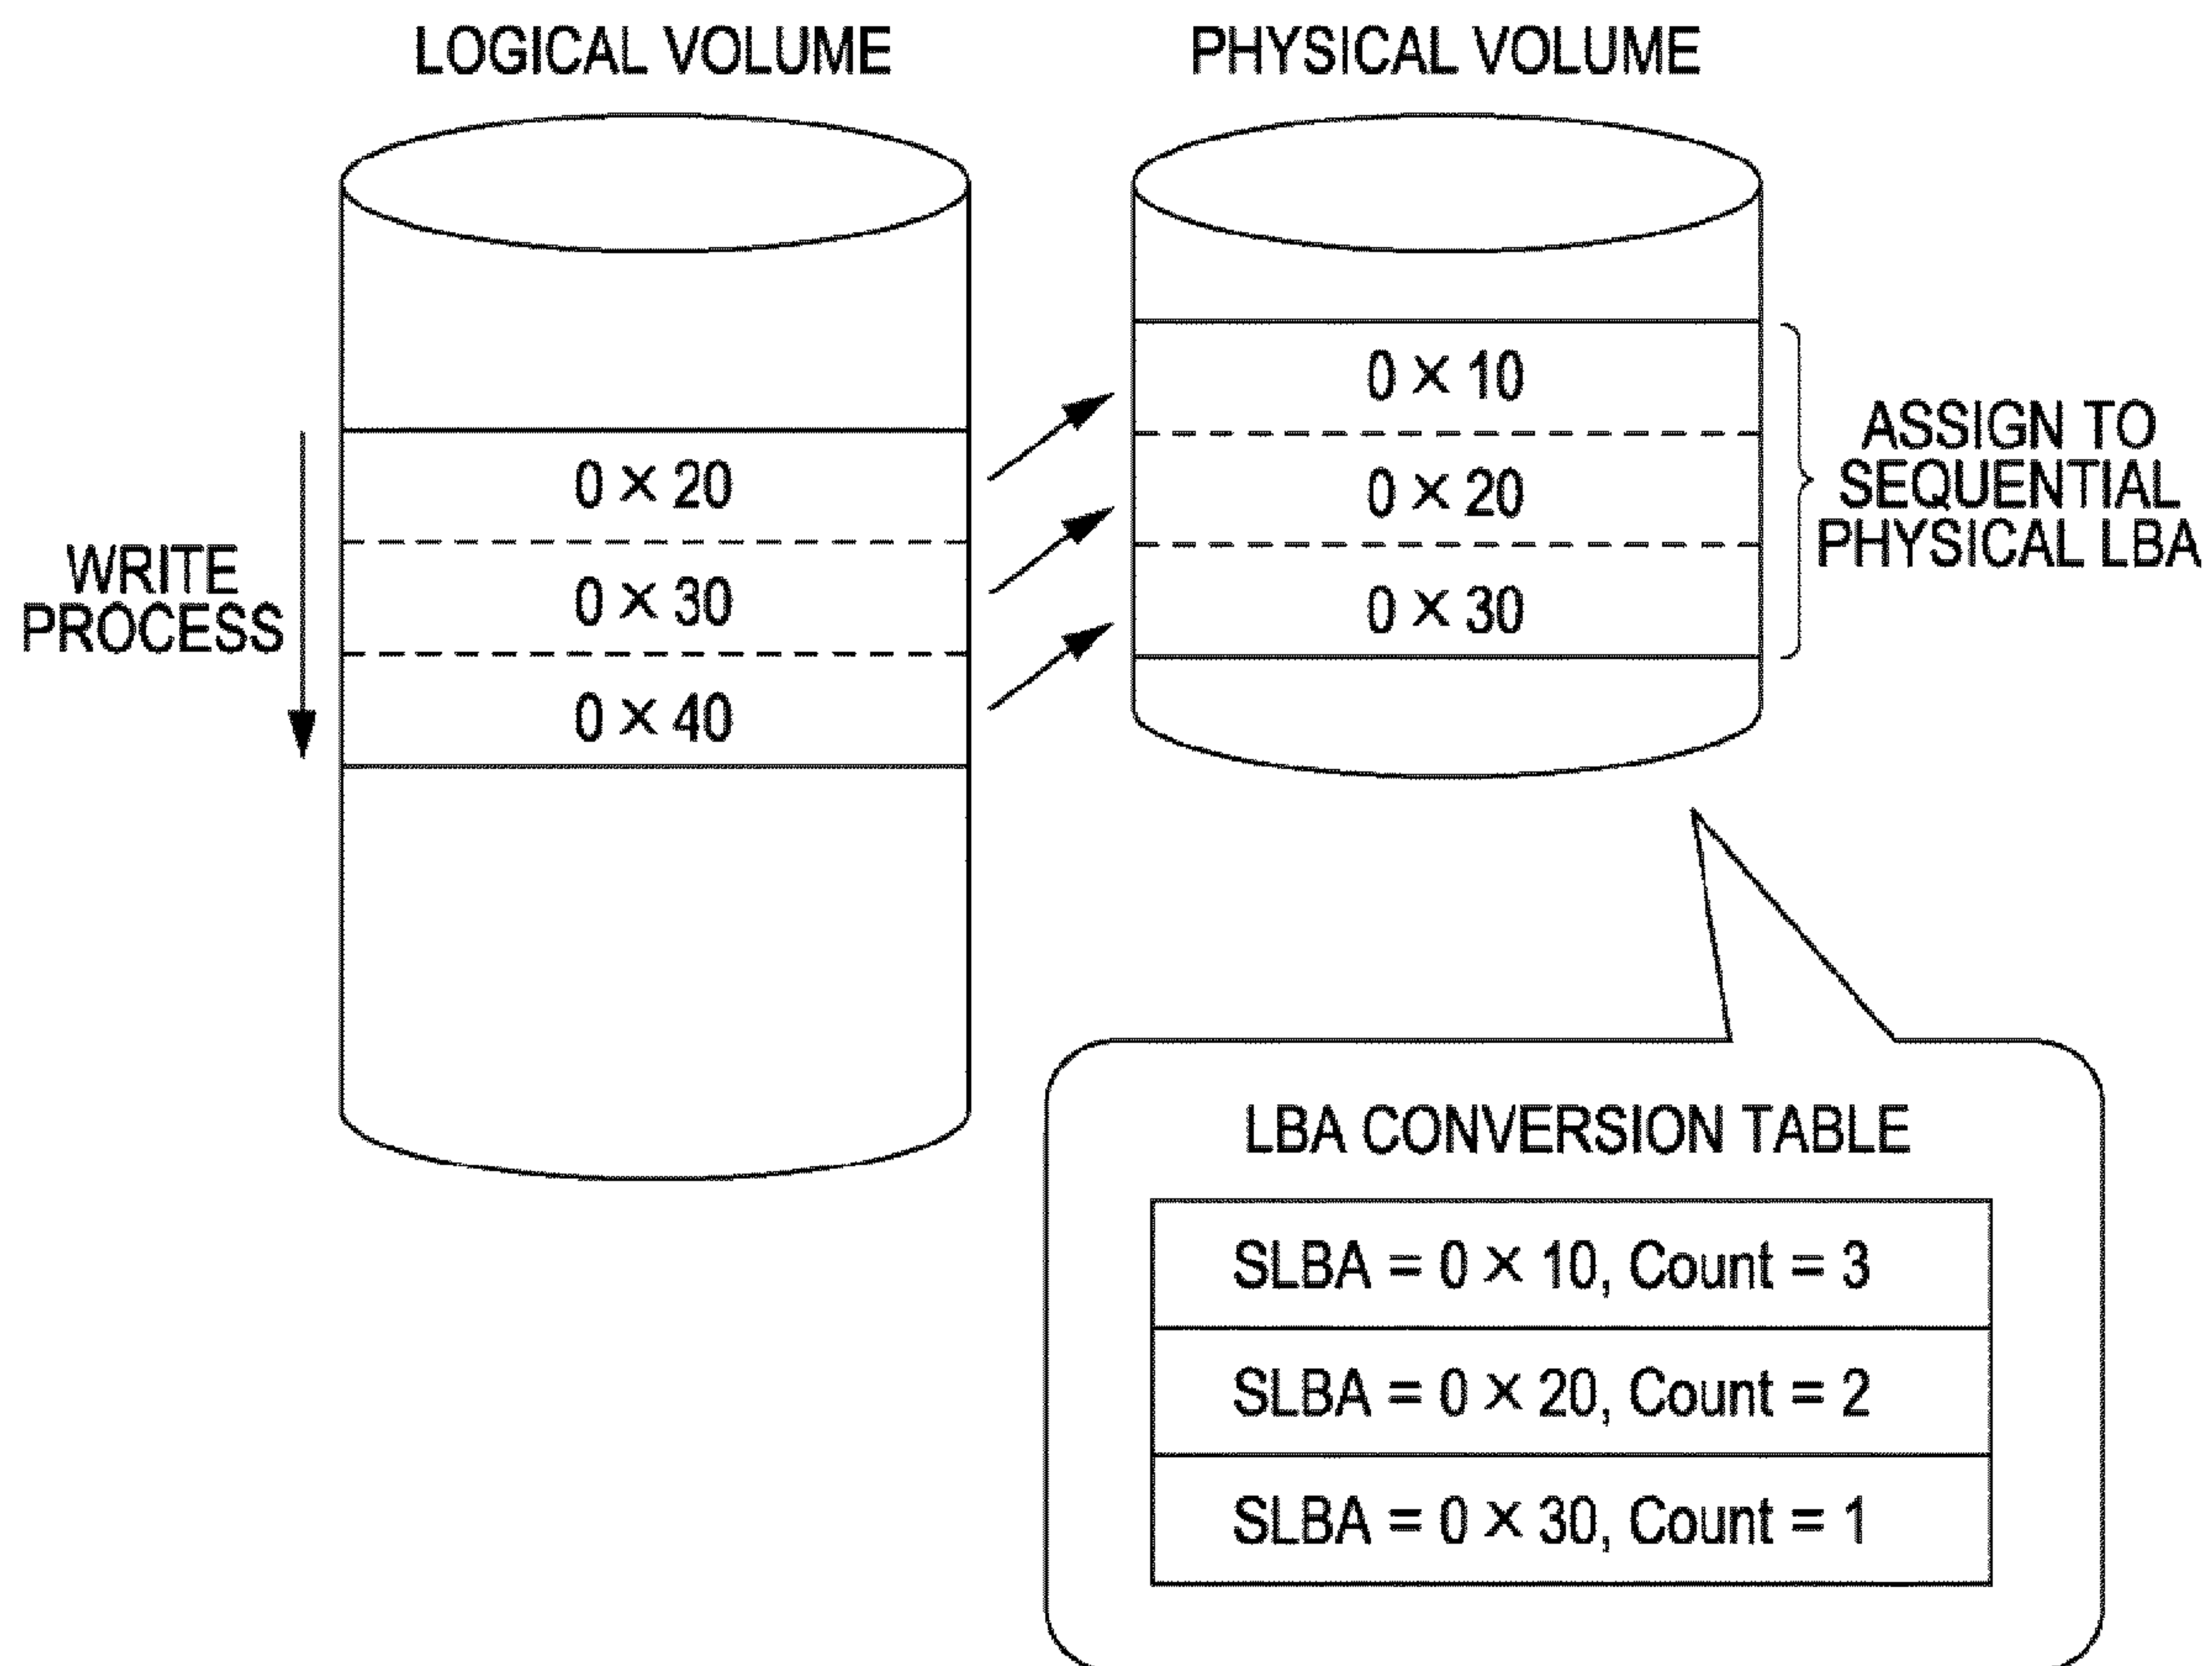 LOGICAL VOLUME
PHYSICAL VOLUME
WRITE
PROCESS
0 × 20
0 × 30
0 × 40
0 × 10
0 × 20
0 × 30
ASSIGN TO
SEQUENTIAL
PHYSICAL LBA
LBA CONVERSION TABLE
SLBA = 0 × 10, Count = 3
SLBA = 0 × 20, Count = 2
SLBA = 0 × 30, Count = 1